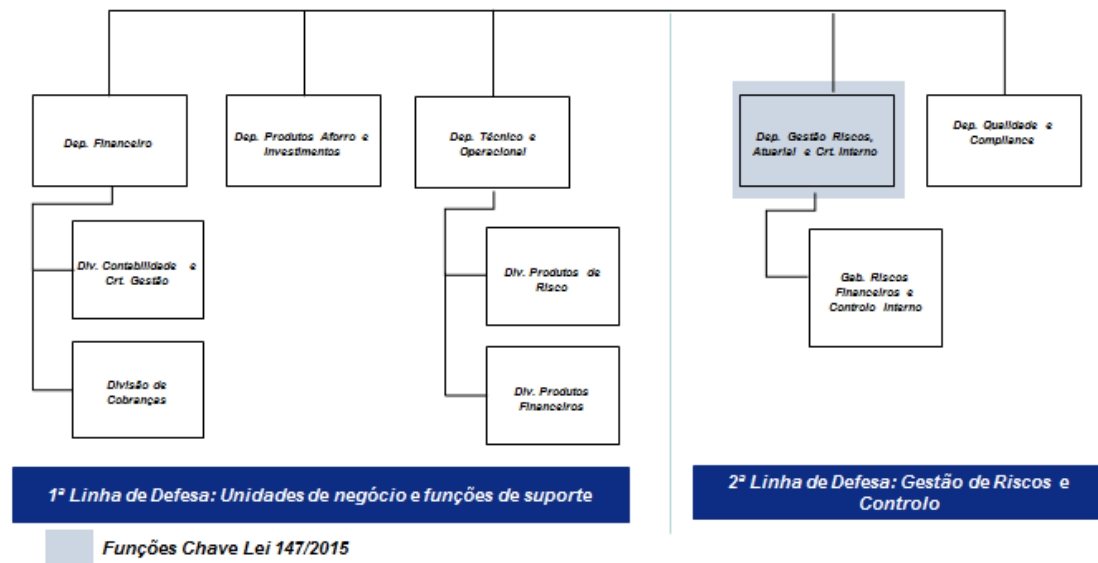 Dep. Financeiro
Dep. Produtos Aforro e
Investimentos
Dep. Técnico e
Operacional
Dep. Gestão Riscos,
Atuarial e Crt. Interno
Dep. Qualidade e
Compliance
Div. Contabilidade e
Crt. Gestão
Div. Produtos de
Risco
Gab. Riscos
Financeiros e
Controlo Interno
Divisão de
Cobranças
Div. Produtos
Financeiros
1ª Linha de Defesa: Unidades de negócio e funções de suporte
2ª Linha de Defesa: Gestão de Riscos e
Controlo
Funções Chave Lei 147/2015